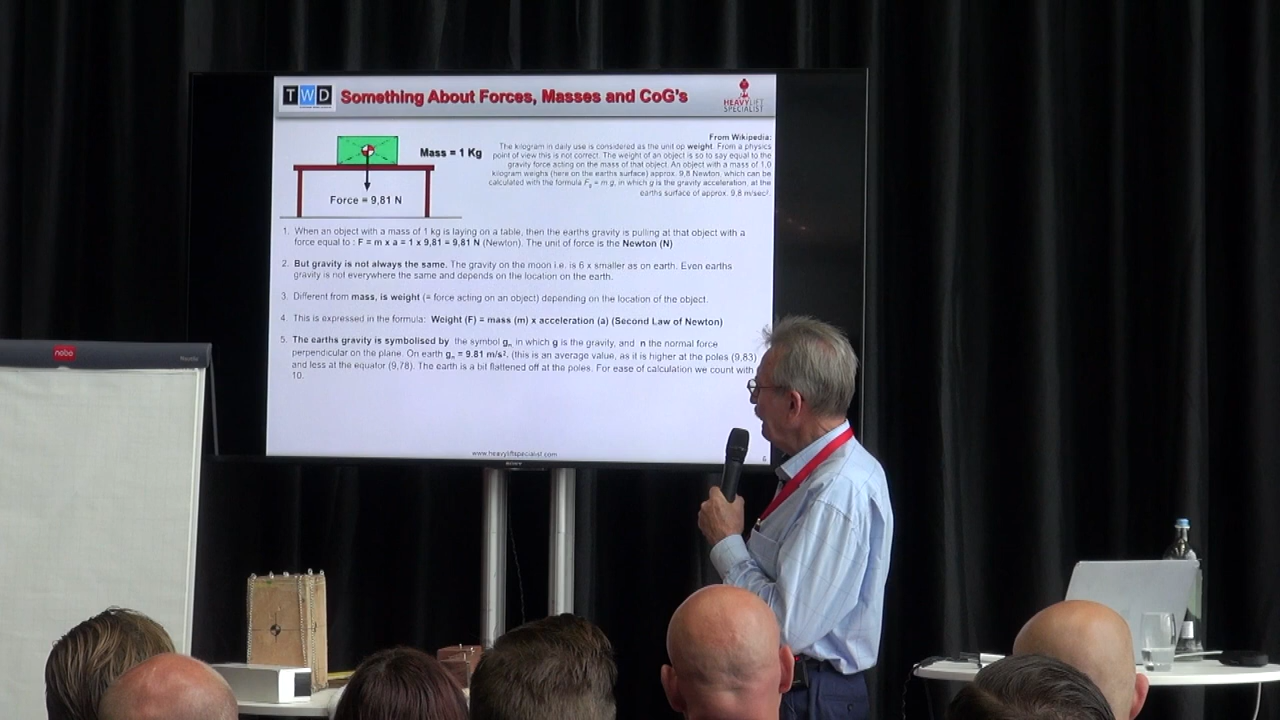 TWD
Something About Forces, Masses and CoG's
HEAVYLIFT
SPECIALIST
Mass = 1 Kg
Force = 9,81 N
From Wikipedia:
The kilogram in daily use is considered as the unit op weight. From a physics
point of view this is not correct. The weight of an object is so to say equal to the
gravity force acting on the mass of that object. An object with a mass of 1.0
kilogram weighs (here on the earths surface) approx. 9,8 Newton, which can be
calculated with the formula Fg = m.g, in which g is the gravity acceleration, at the
earths surface of approx. 9,8 m/sec².
1. When an object with a mass of 1 kg is laying on a table, then the earths gravity is pulling at that object with a
force equal to : F = m x a = 1 x 9,81 = 9,81 N (Newton). The unit of force is the Newton (N)
2. But gravity is not always the same. The gravity on the moon i.e. is 6 x smaller as on earth. Even earths
gravity is not everywhere the same and depends on the location on the earth.
3. Different from mass, is weight (= force acting on an object) depending on the location of the object.
4. This is expressed in the formula: Weight (F) = mass (m) x acceleration (a) (Second Law of Newton)
5. The earths gravity is symbolised by the symbol gn in which g is the gravity, and n the normal force
perpendicular on the plane. On earth gn = 9.81 m/s². (this is an average value, as it is higher at the poles (9,83)
and less at the equator (9,78). The earth is a bit flattened off at the poles. For ease of calculation we count with
10.
www.heavyliftspecialist.com
6
SONY
nobo